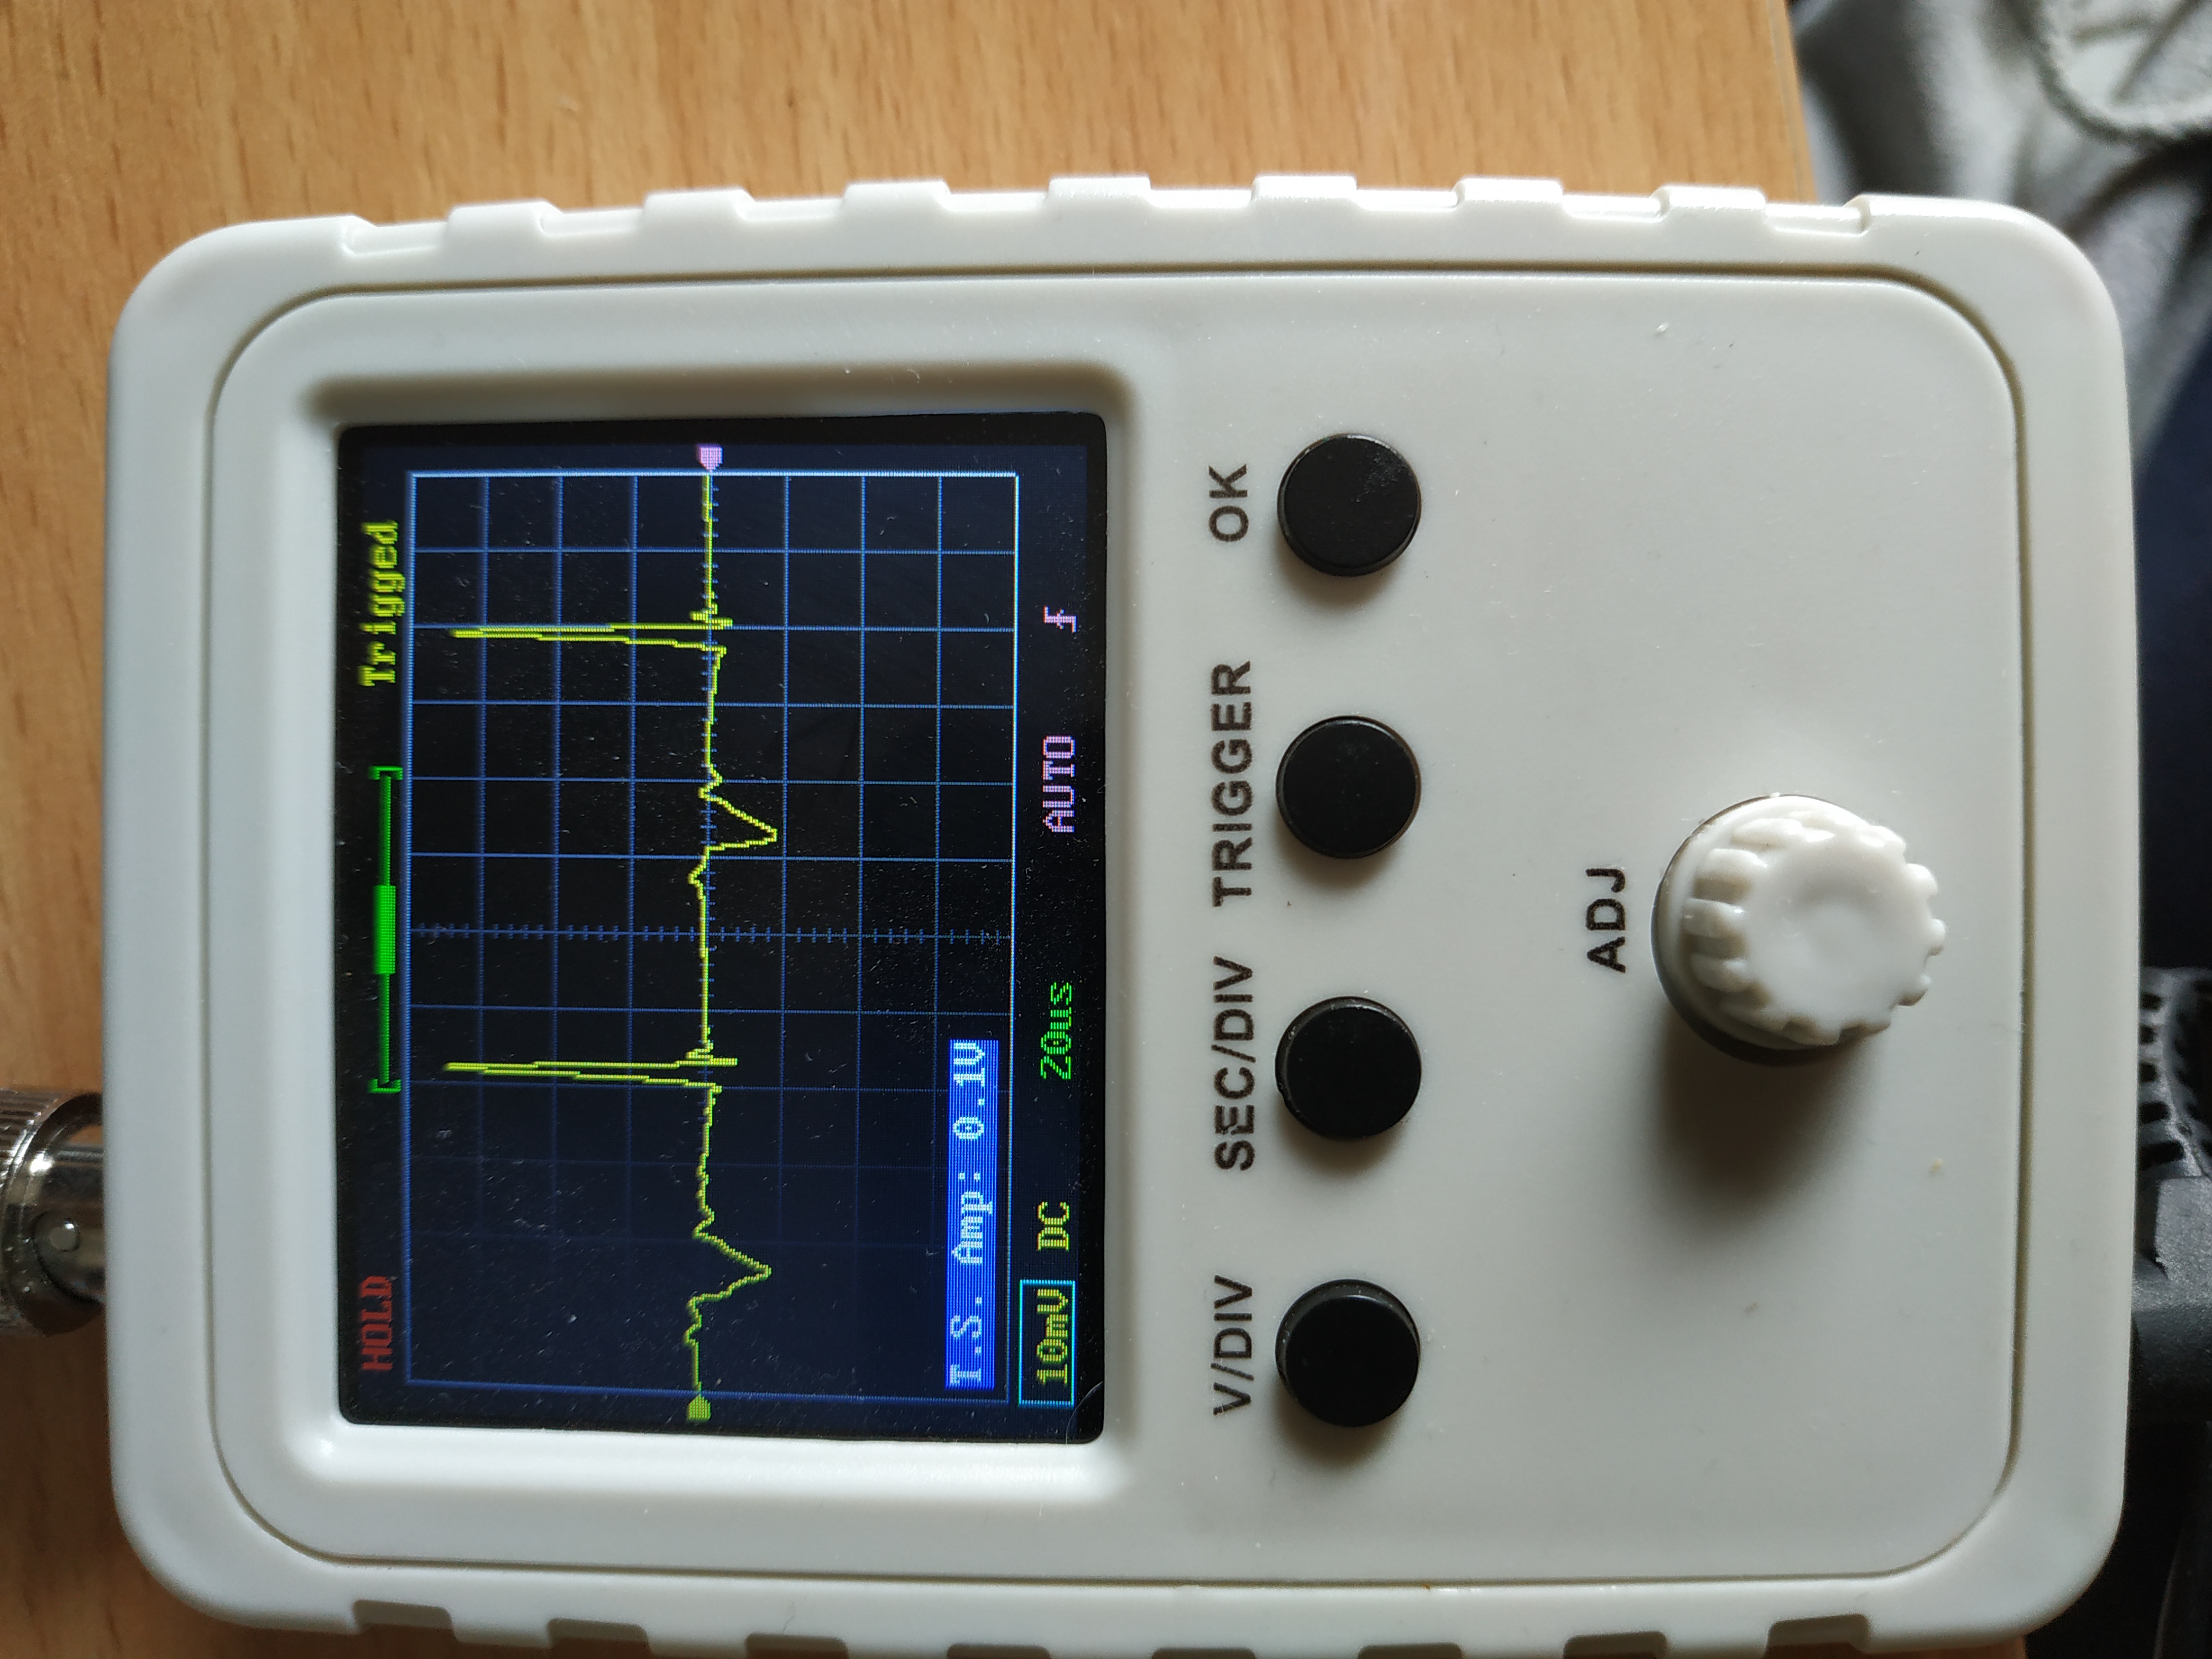 HOLD Trigged
T.S. Amp: 0.1V
10mV DC 20us AUTO
V/DIV SEC/DIV TRIGGER OK
ADJ